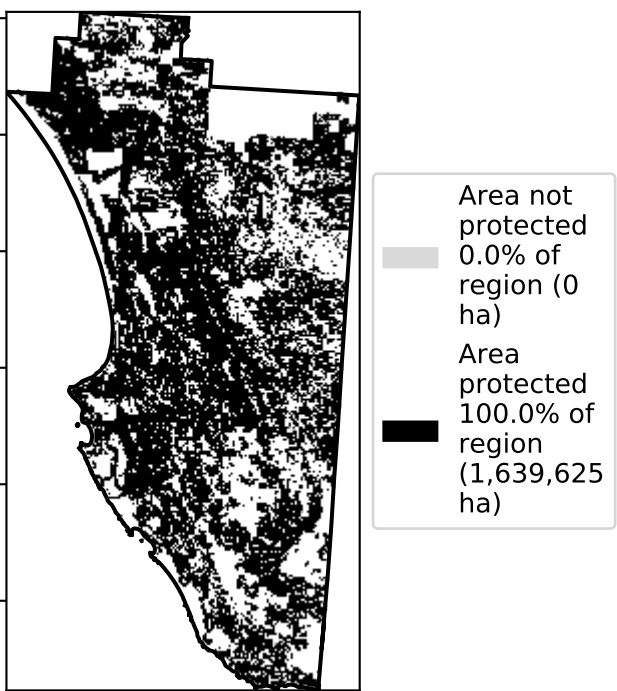 Area not
protected
0.0% of
region (0
ha)
Area
protected
100.0% of
region
(1,639,625
ha)